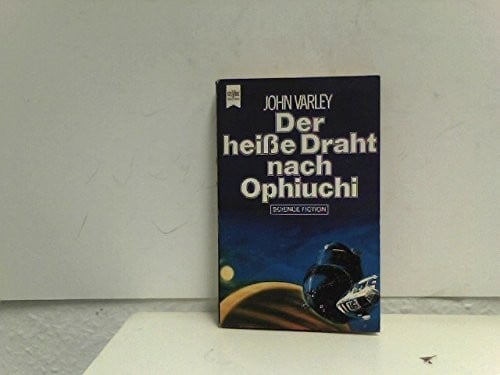 JOHN VARLEY
Der
heiße Draht
nach
Ophiuchi
SCIENCE FICTION